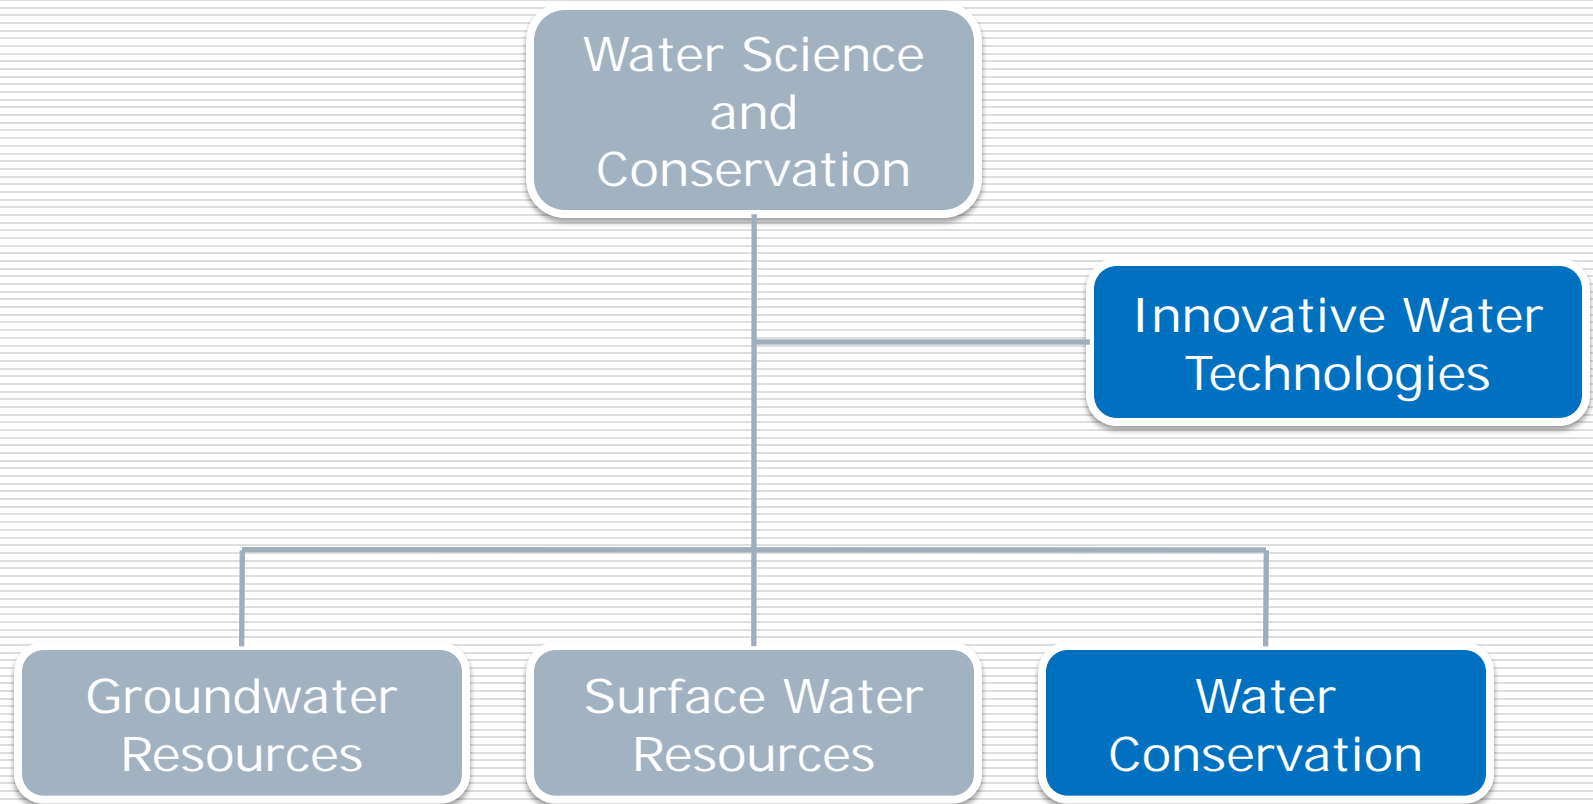 Water Science
and
Conservation
Innovative Water
Technologies
Groundwater
Resources
Surface Water
Resources
Water
Conservation